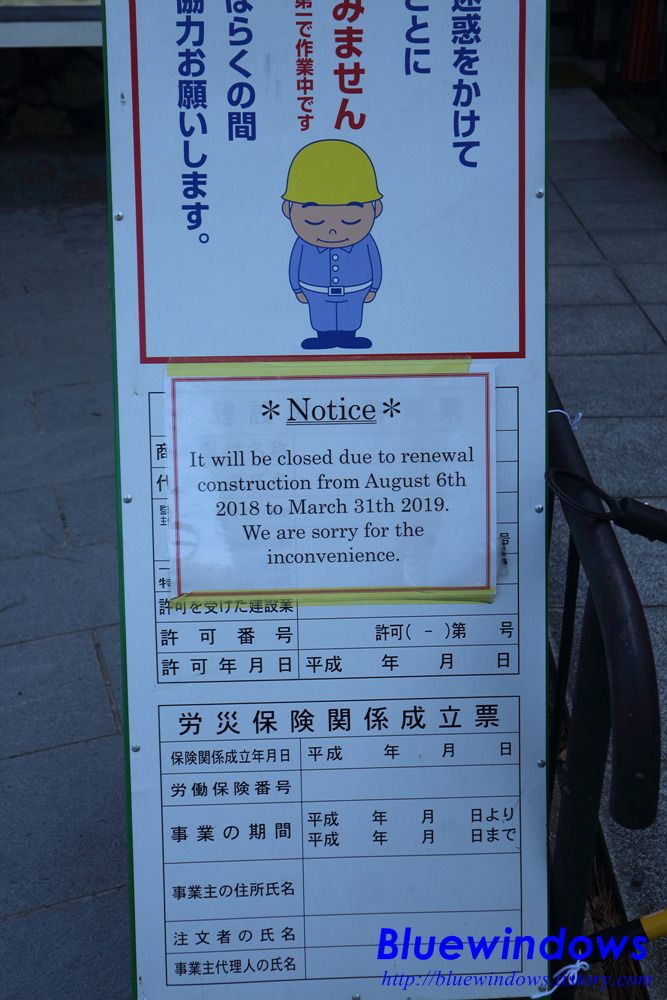 迷惑をかけて
とに
みません
第一で作業中です
ばらくの間
協力お願いします。
＊Notice＊
It will be closed due to renewal
construction from August 6th
2018 to March 31th 2019.
We are sorry for the
inconvenience.
商
代
号
特
許可を受けた建設業
許可番号 許可( - )第 号
許可年月日 平成 年 月 日
労災保険関係成立票
保険関係成立年月日 平成 年 月 日
労働保険番号
事業の期間 平成 年 月 日より
平成 年 月 日まで
事業主の住所氏名
注文者の氏名
事業主代理人の氏名
Bluewindows
http://bluewindows.tistory.com